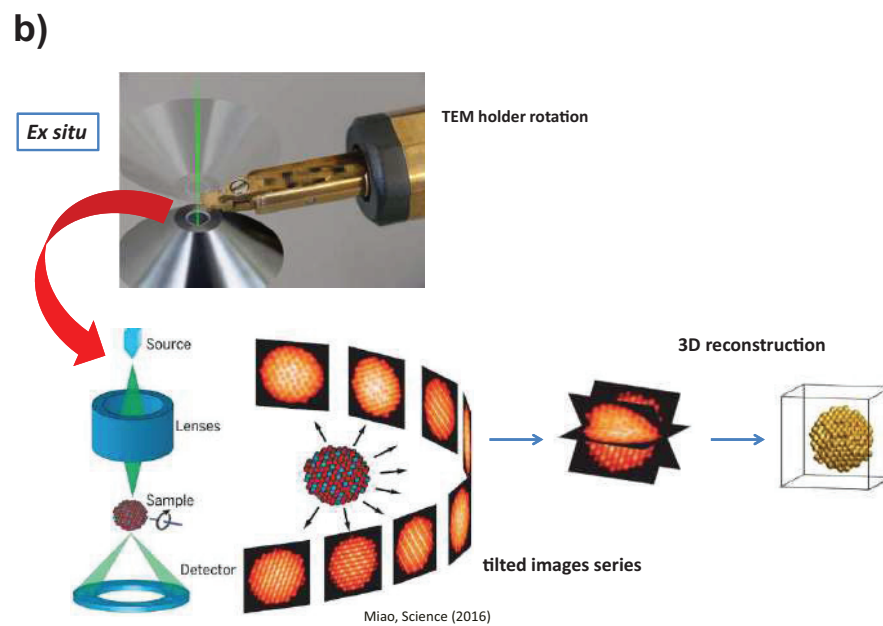 b)
TEM holder rotation
Ex situ
Source
3D reconstruction
Lenses
Sample
Detector
tilted images series
Miao, Science (2016)